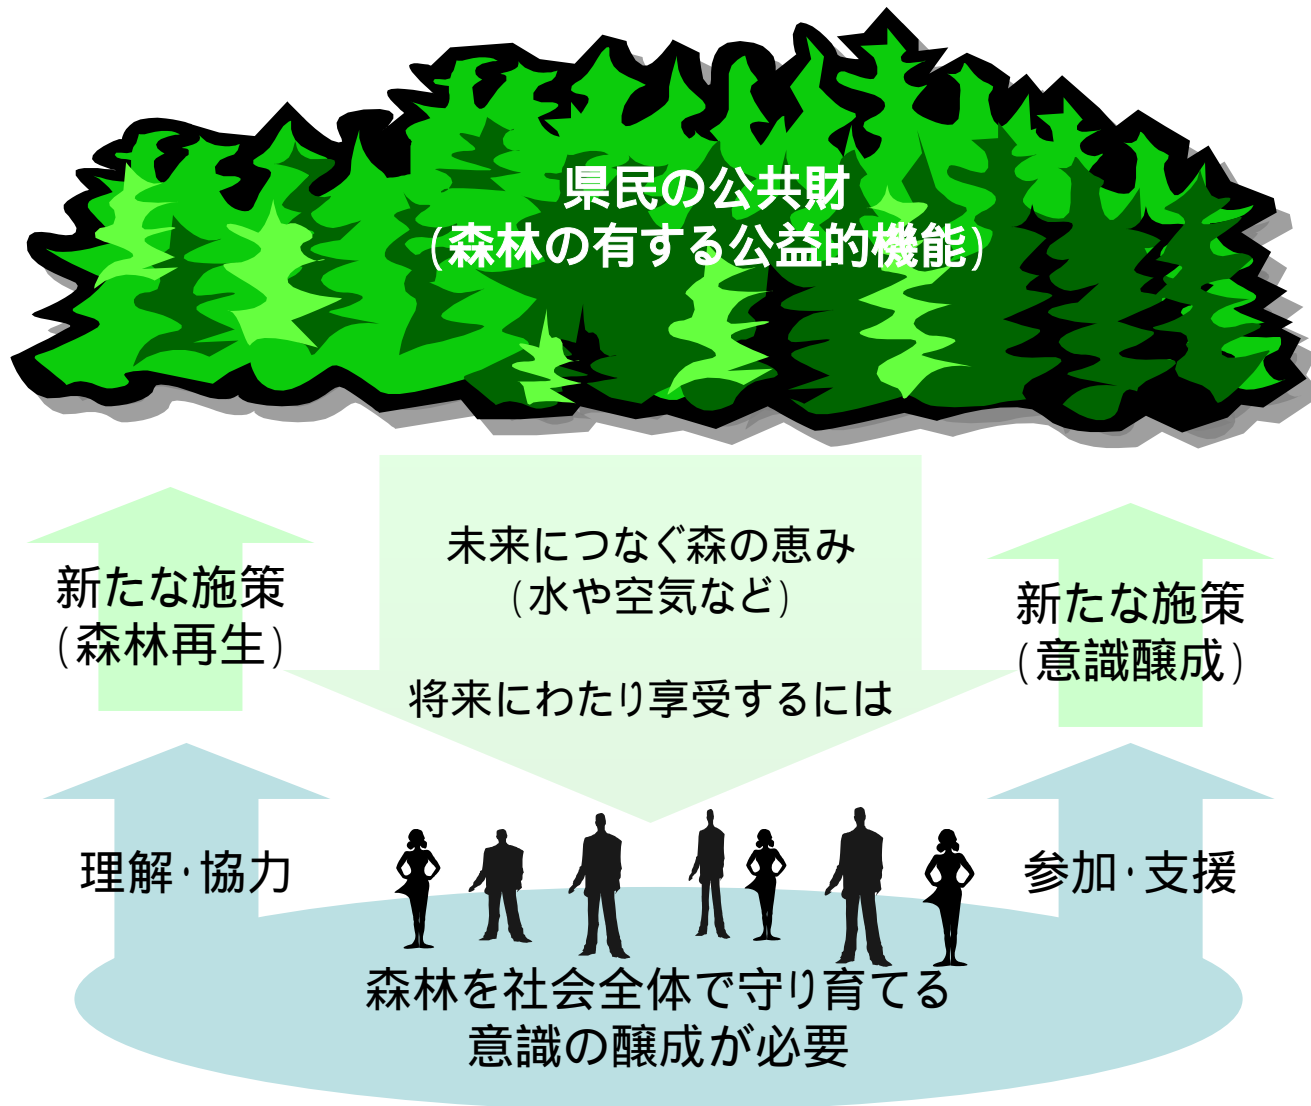 県民の公共財
(森林の有する公益的機能)
未来につなぐ森の恵み
(水や空気など)
将来にわたり享受するには
新たな施策
(森林再生)
新たな施策
(意識醸成)
理解・協力
参加・支援
森林を社会全体で守り育てる
意識の醸成が必要